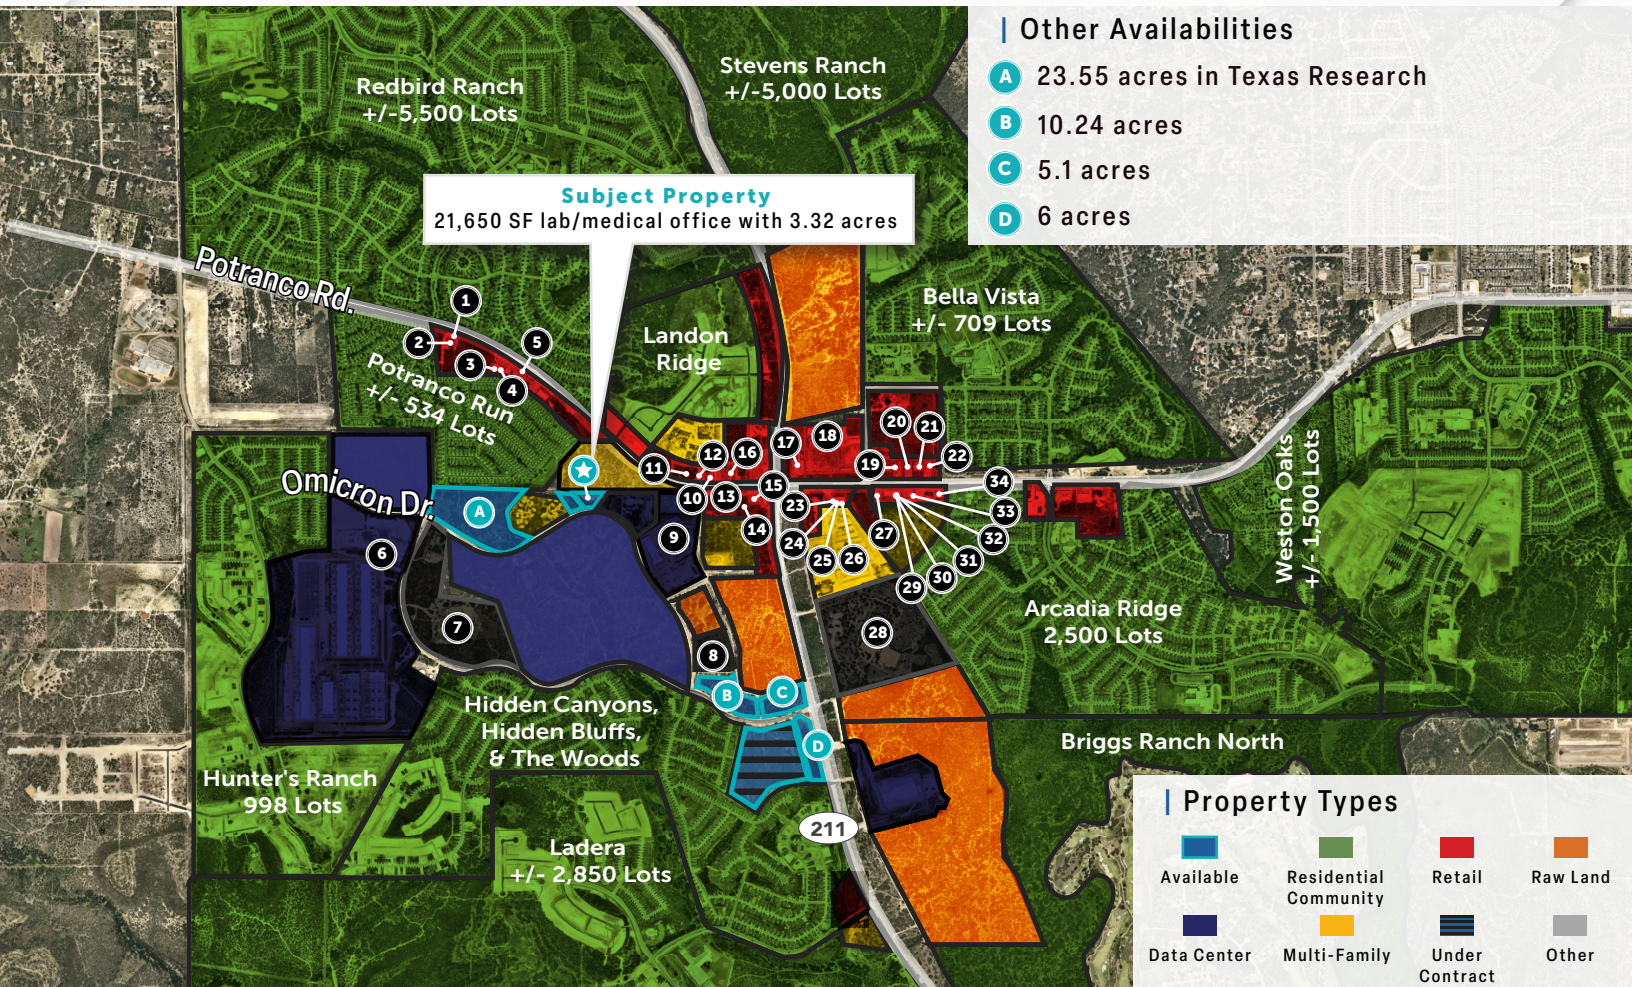 | Other Availabilities
A 23.55 acres in Texas Research
B 10.24 acres
C 5.1 acres
D 6 acres
Redbird Ranch
+/-5,500 Lots
Stevens Ranch
+/-5,000 Lots
Subject Property
21,650 SF lab/medical office with 3.32 acres
Potranco Rd.
1
2
3
4
5
Potranco Run
+/- 534 Lots
Landon
Ridge
Bella Vista
+/- 709 Lots
Omicron Dr.
A
6
7
8
9
10
11
12
13
14
15
16
17
18
19
20
21
22
23
24
25
26
27
28
29
30
31
32
33
34
B
C
D
Weston Oaks
+/- 1,500 Lots
Arcadia Ridge
2,500 Lots
Hidden Canyons,
Hidden Bluffs,
& The Woods
Hunter's Ranch
998 Lots
Briggs Ranch North
Ladera
+/- 2,850 Lots
211
| Property Types
Available
Residential
Community
Retail
Raw Land
Data Center
Multi-Family
Under
Contract
Other